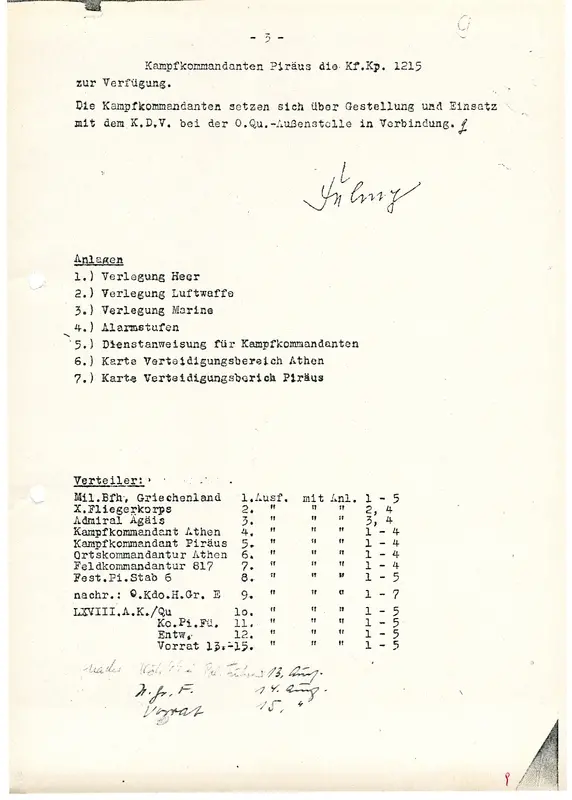 - 3 -
Kampfkommandanten Piräus die Kf.Kp. 1215
zur Verfügung.
Die Kampfkommandanten setzen sich über Gestellung und Einsatz
mit dem K.D.V. bei der O.Qu.-Außenstelle in Verbindung.
Anlagen
1.) Verlegung Heer
2.) Verlegung Luftwaffe
3.) Verlegung Marine
4.) Alarmstufen
5.) Dienstanweisung für Kampfkommandanten
6.) Karte Verteidigungsbereich Athen
7.) Karte Verteidigungsberich Piräus
Verteiler:
Mil.Bfh. Griechenland 1.Ausf. mit Anl. 1 - 5
X.Fliegerkorps 2. " " " 2, 4
Admiral Ägäis 3. " " " 3, 4
Kampfkommandant Athen 4. " " " 1 - 4
Kampfkommandant Piräus 5. " " " 1 - 4
Ortskommandantur Athen 6. " " " 1 - 4
Feldkommandantur 817 7. " " " 1 - 4
Fest.Pi.Stab 6 8. " " " 1 - 5
nachr.: O.Kdo.H.Gr. E 9. " " " 1 - 7
LXVIII.A.K./Qu 10. " " " 1 - 5
Ko.Pi.Fü. 11. " " " 1 - 5
Entw. 12. " " " 1 - 5
Vorrat 13.-15. " " " 1 - 5
13. Ausf.
14. Ausf.
Vorrat 15. "